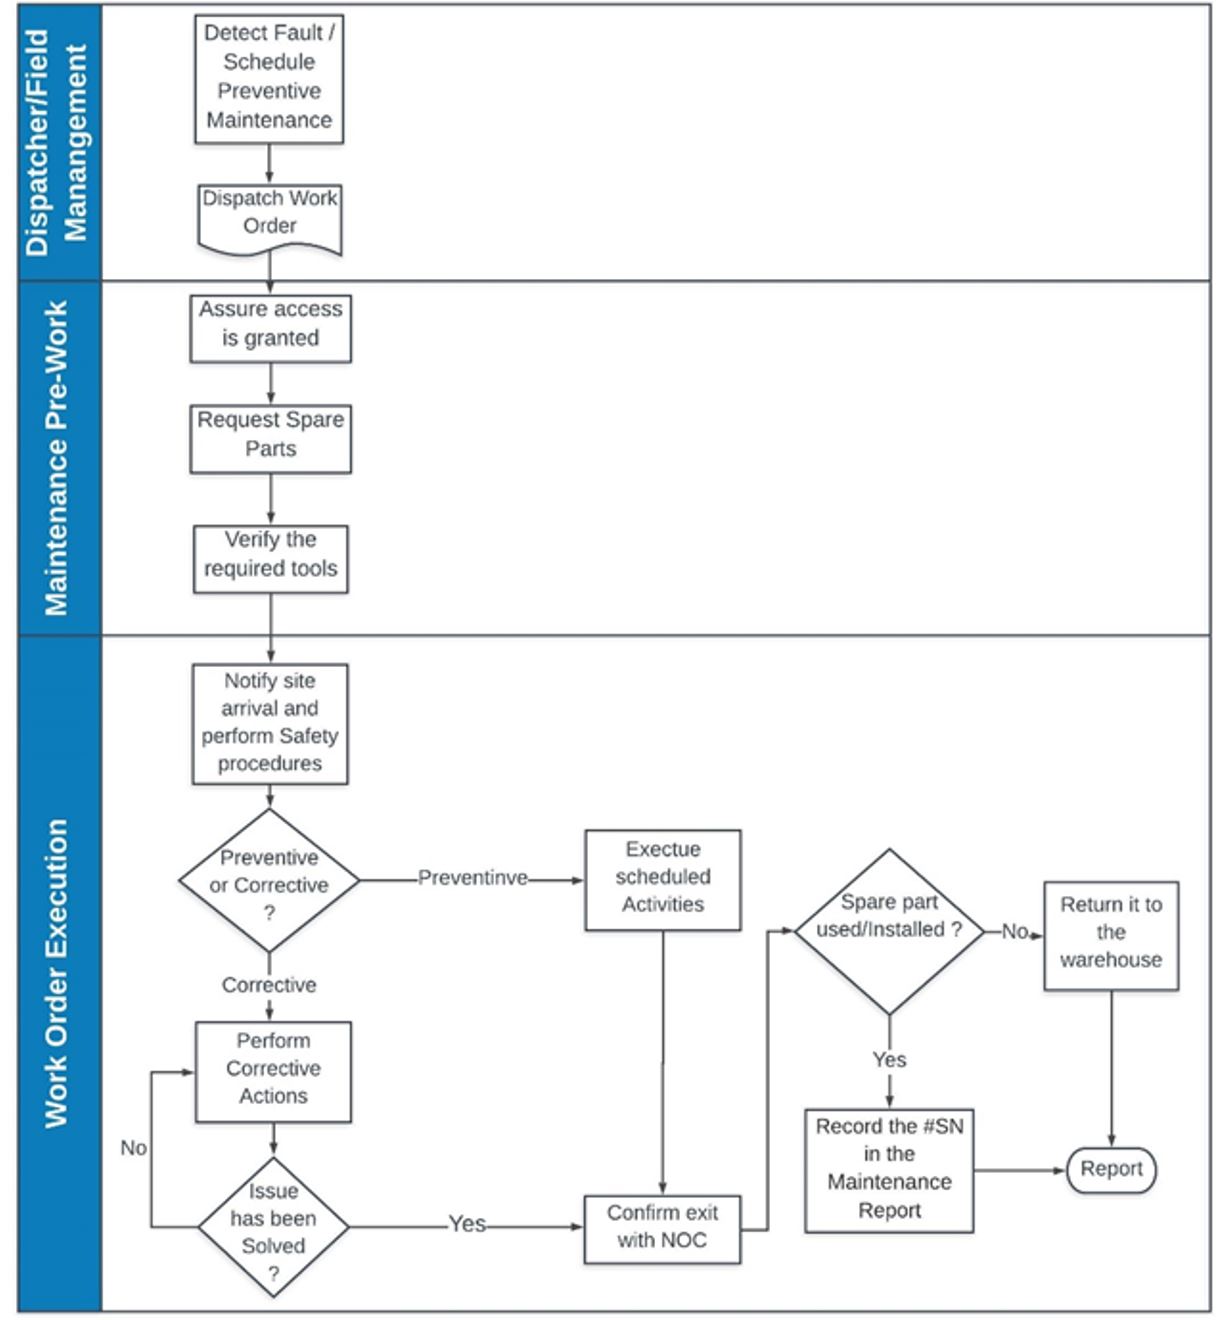 Dispatcher/Field
Manangement
Detect Fault /
Schedule
Preventive
Maintenance
Dispatch Work
Order
Maintenance Pre-Work
Assure access
is granted
Request Spare
Parts
Verify the
required tools
Work Order Execution
Notify site
arrival and
perform Safety
procedures
Preventive
or Corrective
?
Preventinve
Exectue
scheduled
Activities
Corrective
Perform
Corrective
Actions
No
Issue
has been
Solved
?
Yes
Confirm exit
with NOC
Spare part
used/Installed ?
No
Return it to
the
warehouse
Yes
Record the #SN
in the
Maintenance
Report
Report